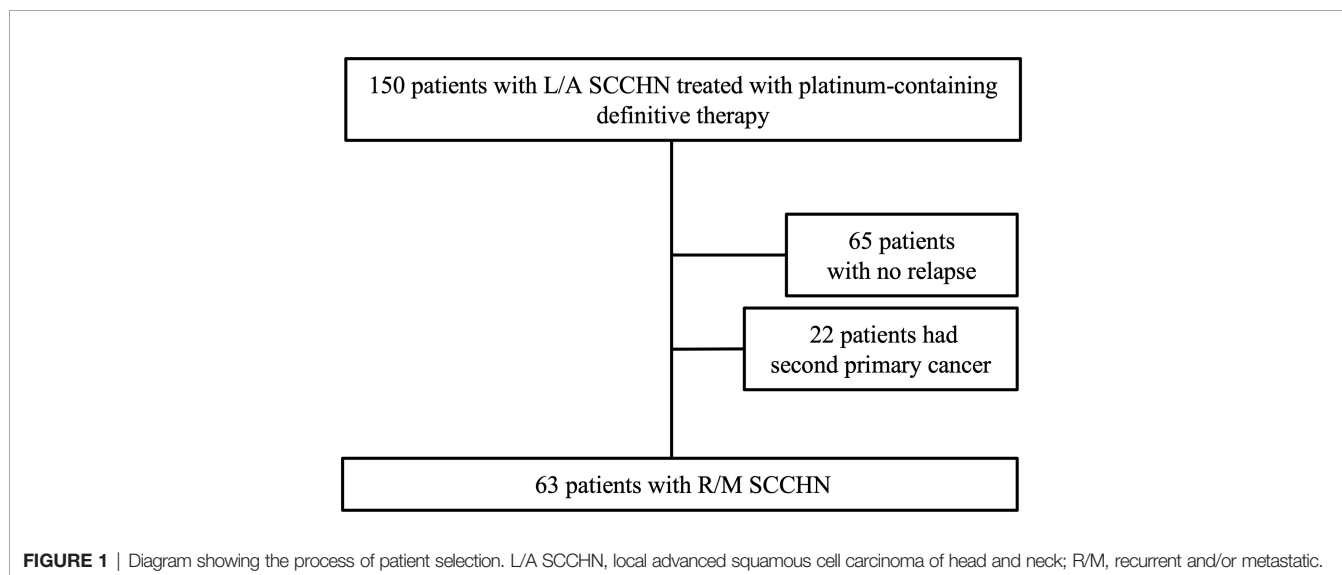 150 patients with L/A SCCHN treated with platinum-containing
definitive therapy
65 patients
with no relapse
22 patients had
second primary cancer
63 patients with R/M SCCHN
FIGURE 1 | Diagram showing the process of patient selection. L/A SCCHN, local advanced squamous cell carcinoma of head and neck; R/M, recurrent and/or metastatic.